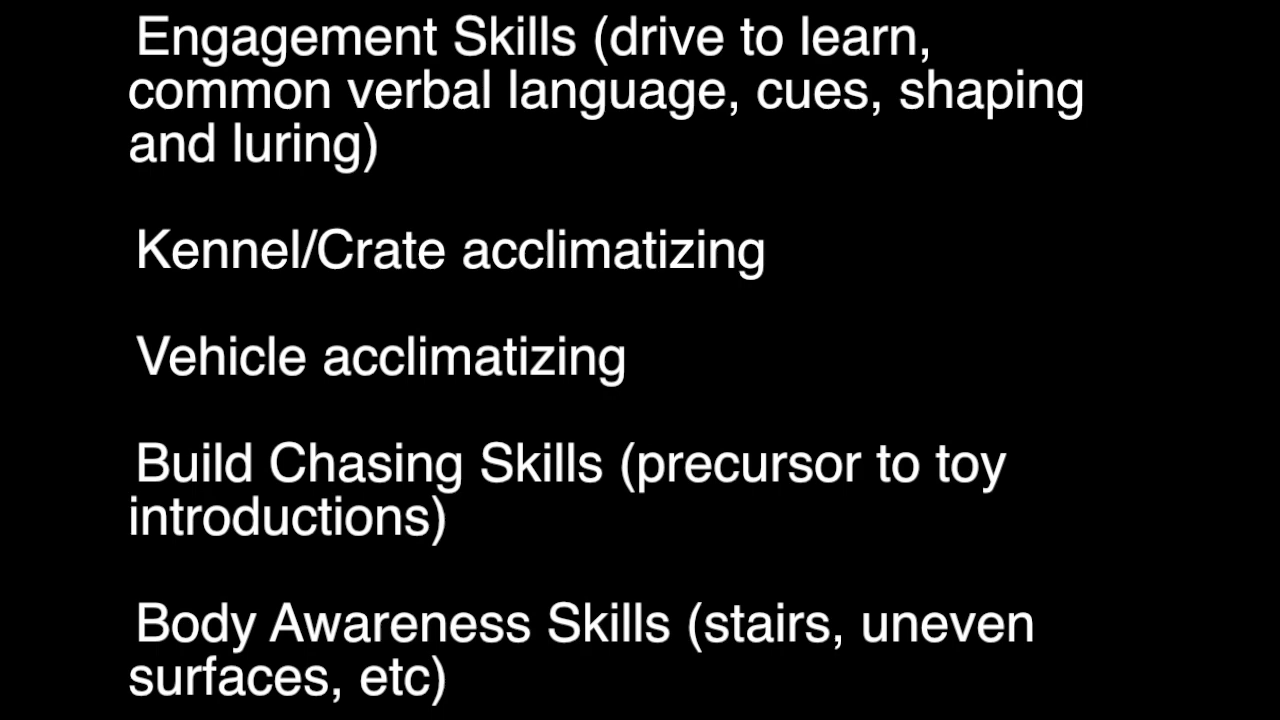 Engagement Skills (drive to learn,
common verbal language, cues, shaping
and luring)
Kennel/Crate acclimatizing
Vehicle acclimatizing
Build Chasing Skills (precursor to toy
introductions)
Body Awareness Skills (stairs, uneven
surfaces, etc)